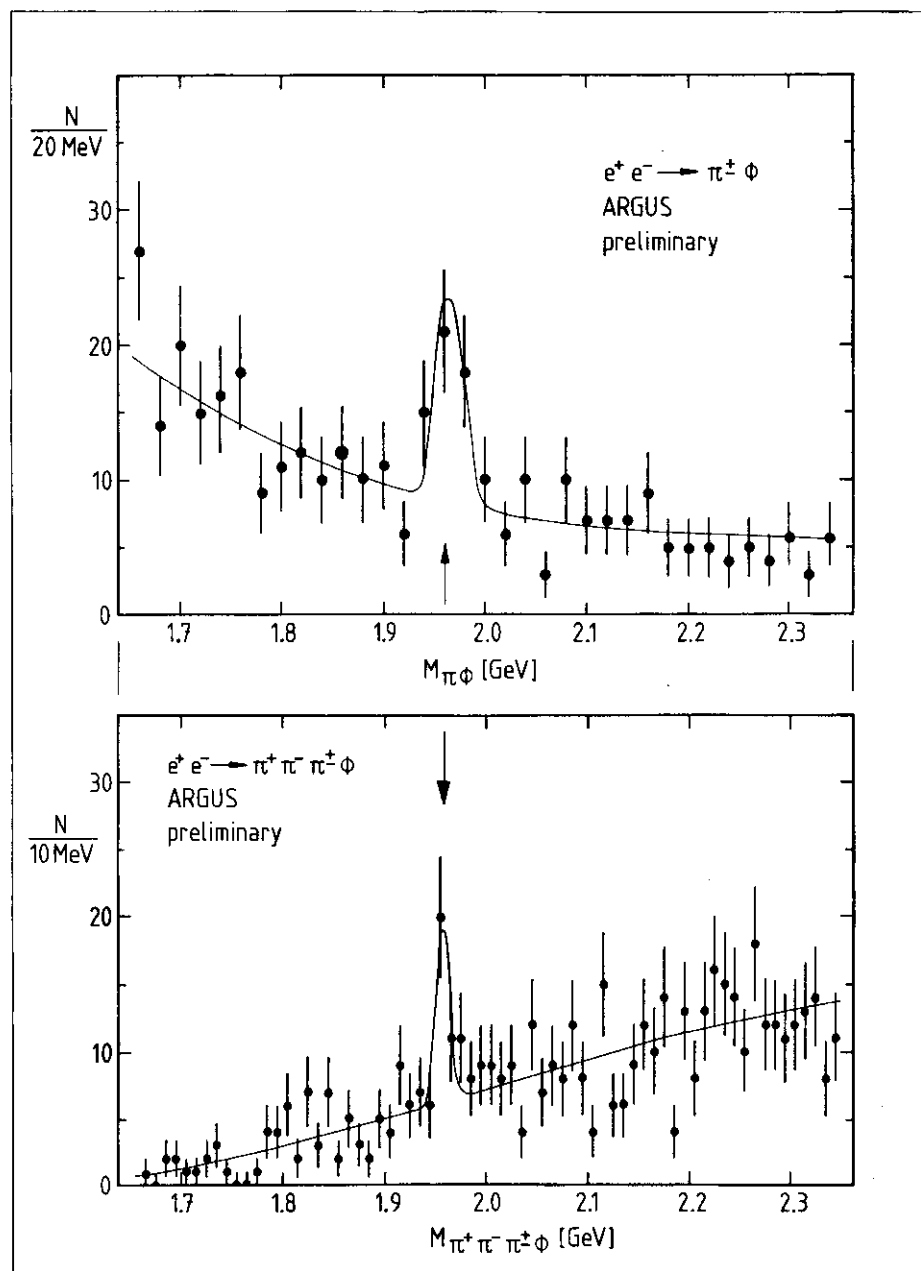 N
20 MeV
e⁺ e⁻ → π± Φ
ARGUS
preliminary
30
20
10
0
1.7 1.8 1.9 2.0 2.1 2.2 2.3
M π Φ [GeV]
e⁺ e⁻ → π⁺ π⁻ π± Φ
ARGUS
preliminary
N
10 MeV
30
20
10
0
1.7 1.8 1.9 2.0 2.1 2.2 2.3
M π⁺ π⁻ π± Φ [GeV]